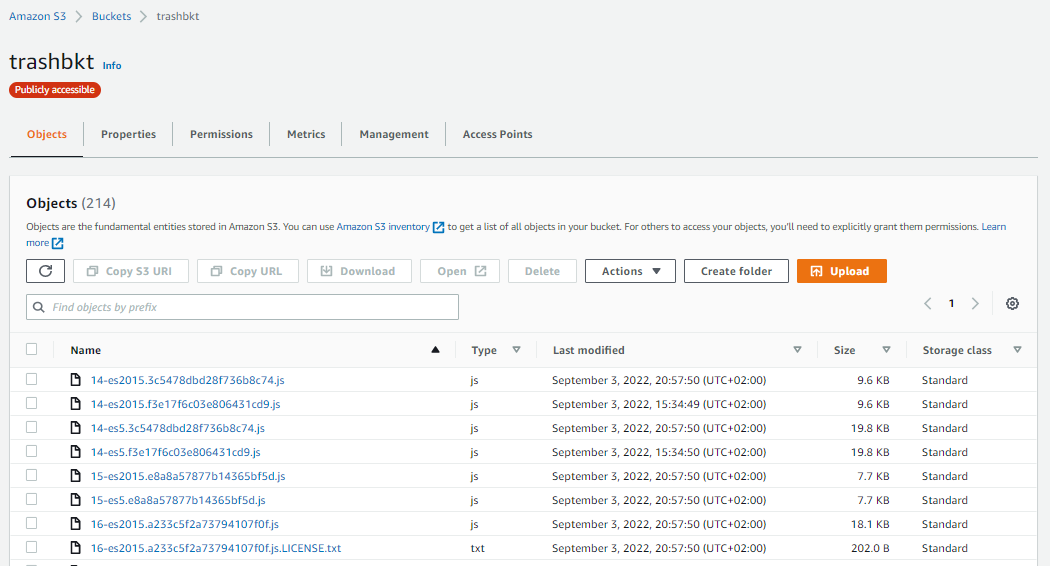 Amazon S3 > Buckets > trashbkt
trashbkt Info
Publicly accessible
Objects Properties Permissions Metrics Management Access Points
Objects (214)
Objects are the fundamental entities stored in Amazon S3. You can use Amazon S3 inventory to get a list of all objects in your bucket. For others to access your objects, you'll need to explicitly grant them permissions. Learn
more
Copy S3 URI Copy URL Download Open Delete Actions Create folder Upload
Find objects by prefix 1
Name Type Last modified Size Storage class
14-es2015.3c5478dbd28f736b8c74.js js September 3, 2022, 20:57:50 (UTC+02:00) 9.6 KB Standard
14-es2015.f3e17f6c03e806431cd9.js js September 3, 2022, 15:34:49 (UTC+02:00) 9.6 KB Standard
14-es5.3c5478dbd28f736b8c74.js js September 3, 2022, 20:57:50 (UTC+02:00) 19.8 KB Standard
14-es5.f3e17f6c03e806431cd9.js js September 3, 2022, 15:34:50 (UTC+02:00) 19.8 KB Standard
15-es2015.e8a8a57877b14365bf5d.js js September 3, 2022, 20:57:50 (UTC+02:00) 7.7 KB Standard
15-es5.e8a8a57877b14365bf5d.js js September 3, 2022, 20:57:50 (UTC+02:00) 7.7 KB Standard
16-es2015.a233c5f2a73794107f0f.js js September 3, 2022, 20:57:50 (UTC+02:00) 18.1 KB Standard
16-es2015.a233c5f2a73794107f0f.js.LICENSE.txt txt September 3, 2022, 20:57:50 (UTC+02:00) 202.0 B Standard